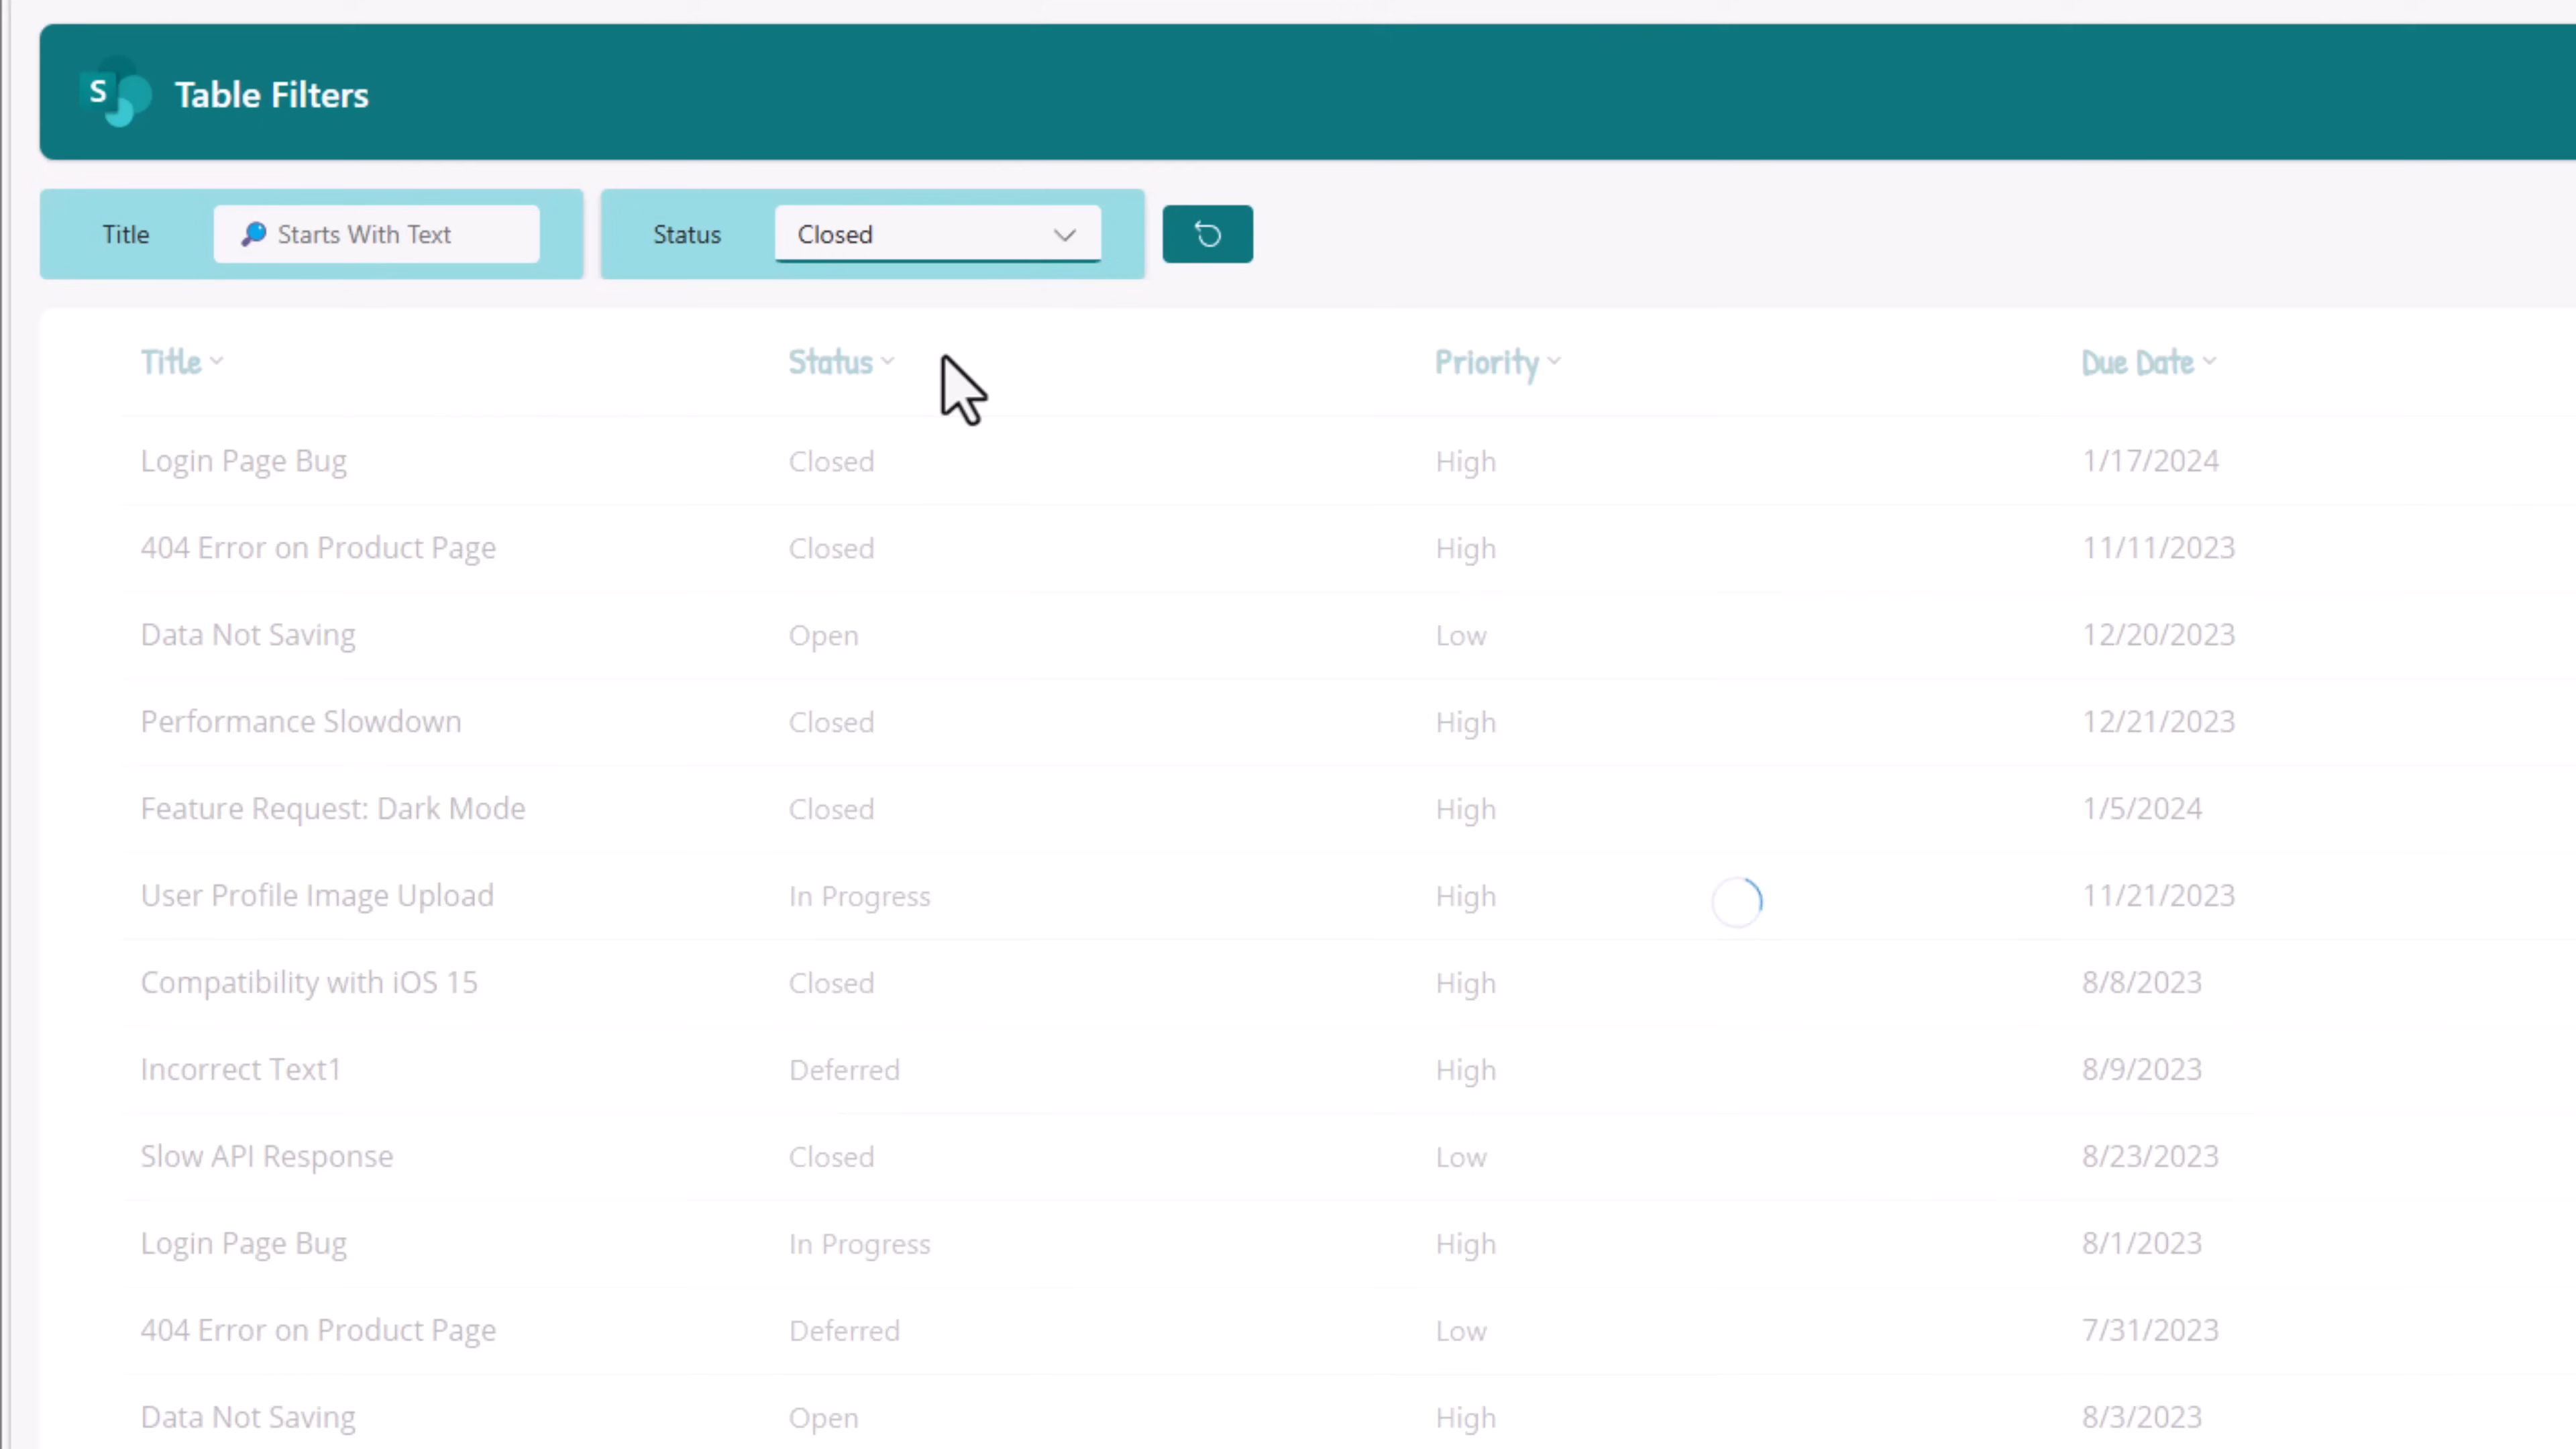 S Table Filters
Title Starts With Text Status Closed
Title Status Priority Due Date
Login Page Bug Closed High 1/17/2024
404 Error on Product Page Closed High 11/11/2023
Data Not Saving Open Low 12/20/2023
Performance Slowdown Closed High 12/21/2023
Feature Request: Dark Mode Closed High 1/5/2024
User Profile Image Upload In Progress High 11/21/2023
Compatibility with iOS 15 Closed High 8/8/2023
Incorrect Text1 Deferred High 8/9/2023
Slow API Response Closed Low 8/23/2023
Login Page Bug In Progress High 8/1/2023
404 Error on Product Page Deferred Low 7/31/2023
Data Not Saving Open High 8/3/2023